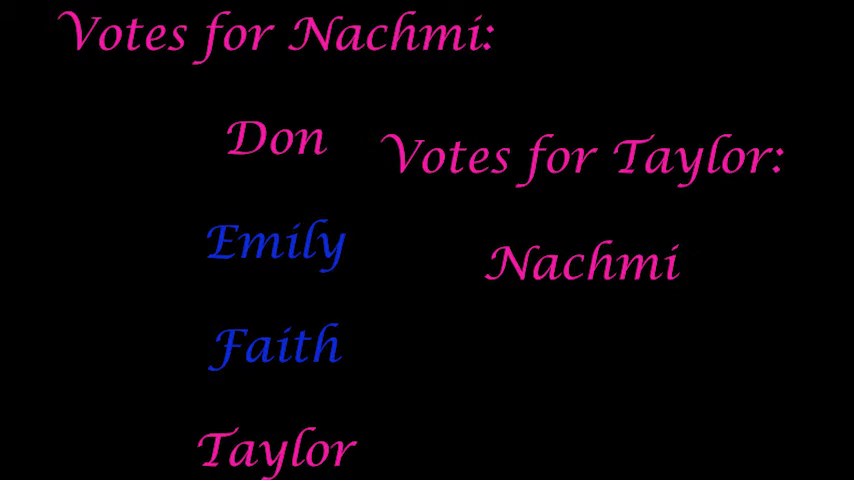 Votes for Nachmi:
Don
Emily
Faith
Taylor
Votes for Taylor:
Nachmi